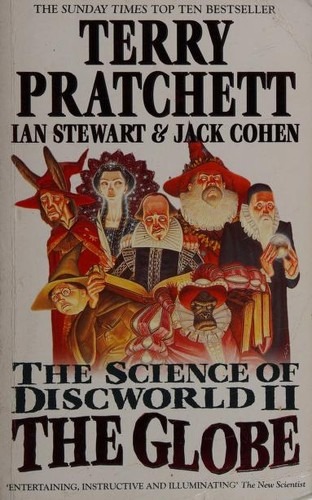 THE SUNDAY TIMES TOP TEN BESTSELLER
TERRY
PRATCHETT
IAN STEWART & JACK COHEN
THE SCIENCE OF
DISCWORLD II
THE GLOBE
'ENTERTAINING, INSTRUCTIVE AND ILLUMINATING' The New Scientist